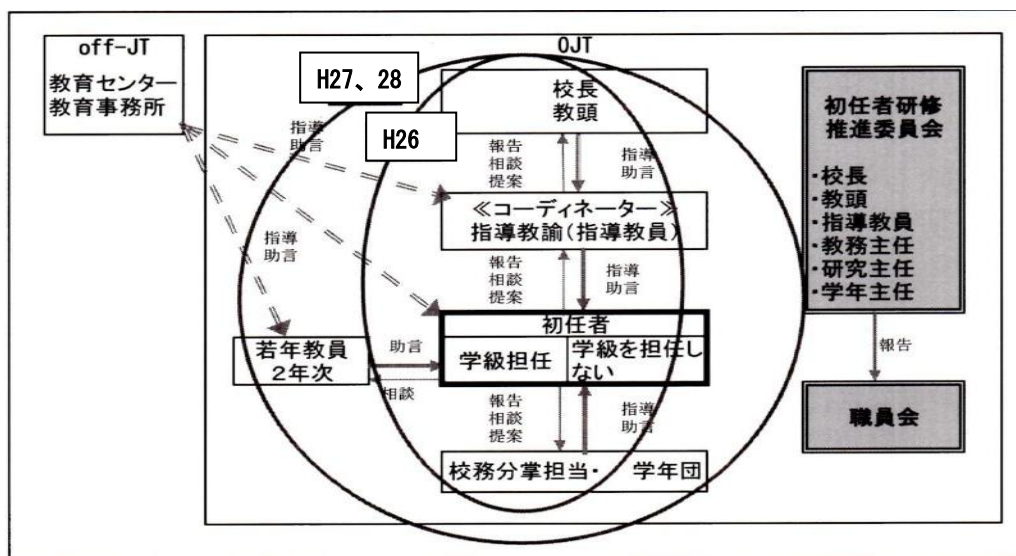 off-JT
教育センター
教育事務所
OJT
H27、28
H26
校長
教頭
指導
助言
報告
相談
提案
指導
助言
≪コーディネーター≫
指導教諭(指導教員)
指導
助言
報告
相談
提案
指導
助言
初任者
学級担任
学級を担任し
ない
若年教員
2年次
助言
相談
報告
相談
提案
指導
助言
校務分掌担当・ 学年団
初任者研修
推進委員会
・校長
・教頭
・指導教員
・教務主任
・研究主任
・学年主任
報告
職員会